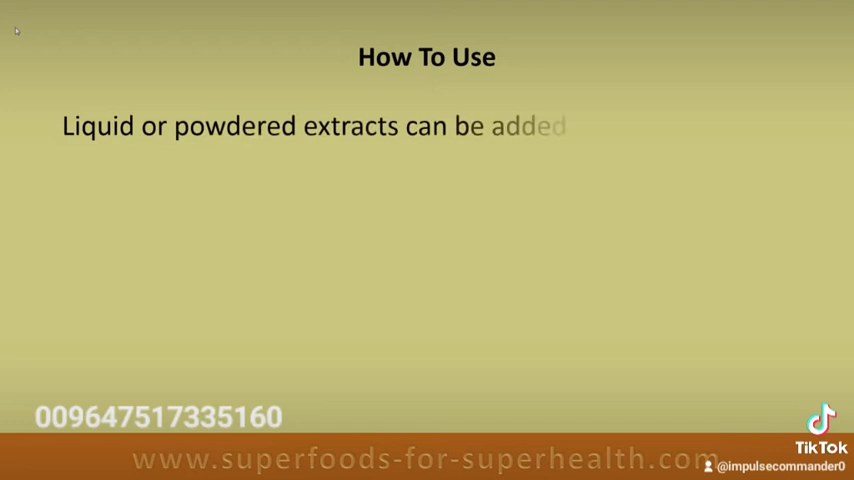 How To Use
Liquid or powdered extracts can be added
009647517335160
www.superfoods-for-superhealth.com
TikTok
@impulsecommander0